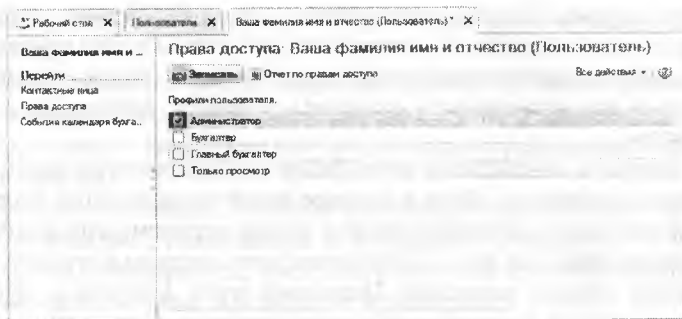 Рабочий стол × Пользователи × Ваша фамилия имя и отчество (Пользователь) * ×
Ваша фамилия имя и ...
Перейти
Контактные лица
Права доступа
События календаря бухга..
Права доступа: Ваша фамилия имя и отчество (Пользователь)
Записать Отчет по правам доступа Все действия
Профили пользователя:
Администратор
Бухгалтер
Главный бухгалтер
Только просмотр